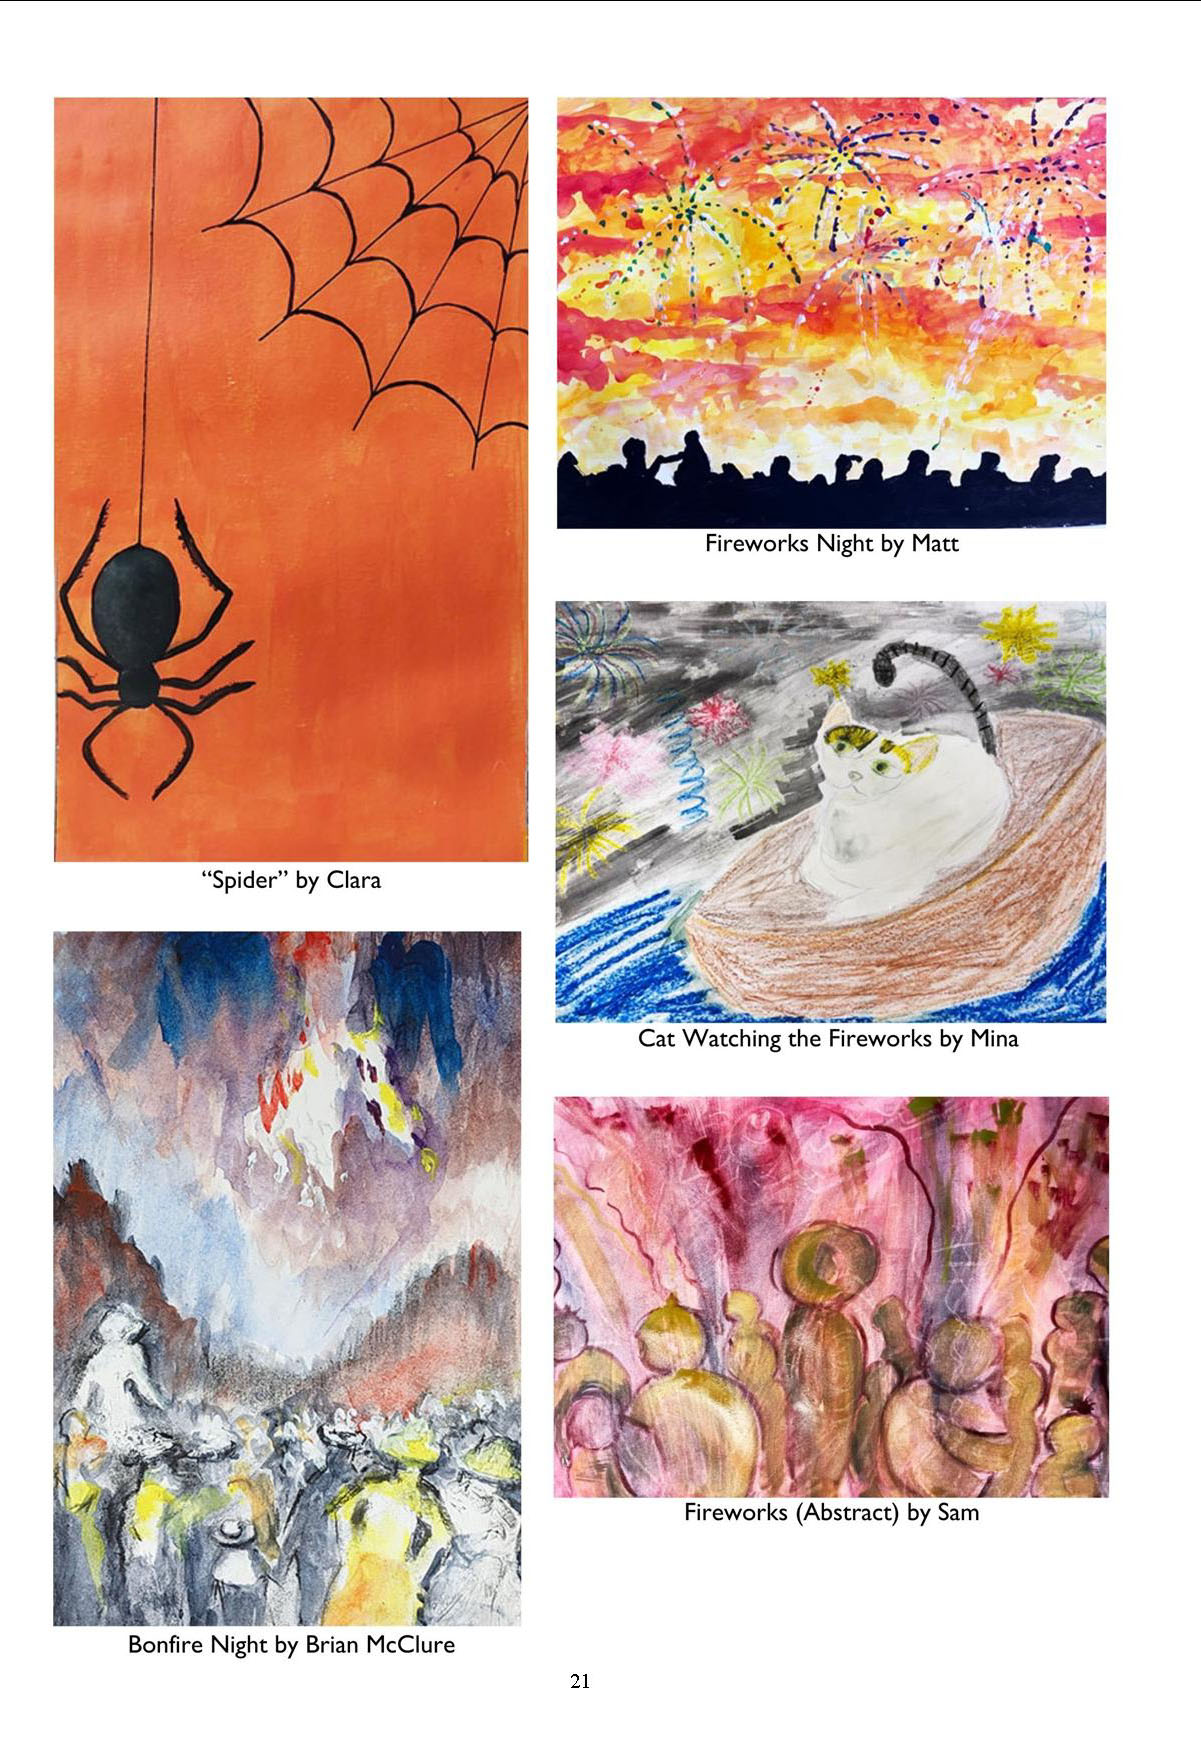 Fireworks Night by Matt
“Spider” by Clara
Cat Watching the Fireworks by Mina
Fireworks (Abstract) by Sam
Bonfire Night by Brian McClure
21